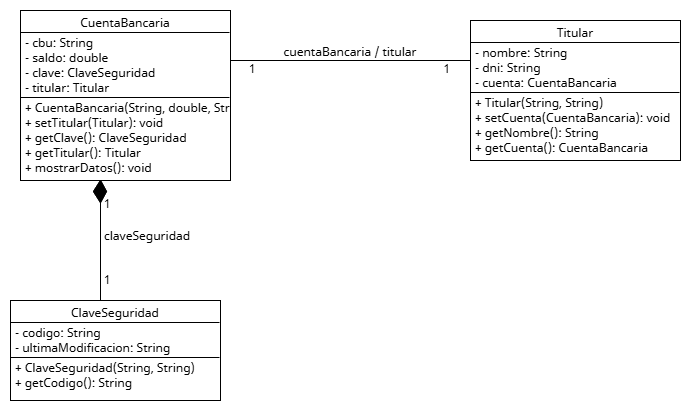 CuentaBancaria
- cbu: String
- saldo: double
- clave: ClaveSeguridad
- titular: Titular
+ CuentaBancaria(String, double, Str
+ setTitular(Titular): void
+ getClave(): ClaveSeguridad
+ getTitular(): Titular
+ mostrarDatos(): void
cuentaBancaria / titular
1
1
Titular
- nombre: String
- dni: String
- cuenta: CuentaBancaria
+ Titular(String, String)
+ setCuenta(CuentaBancaria): void
+ getNombre(): String
+ getCuenta(): CuentaBancaria
1
claveSeguridad
1
ClaveSeguridad
- codigo: String
- ultimaModificacion: String
+ ClaveSeguridad(String, String)
+ getCodigo(): String